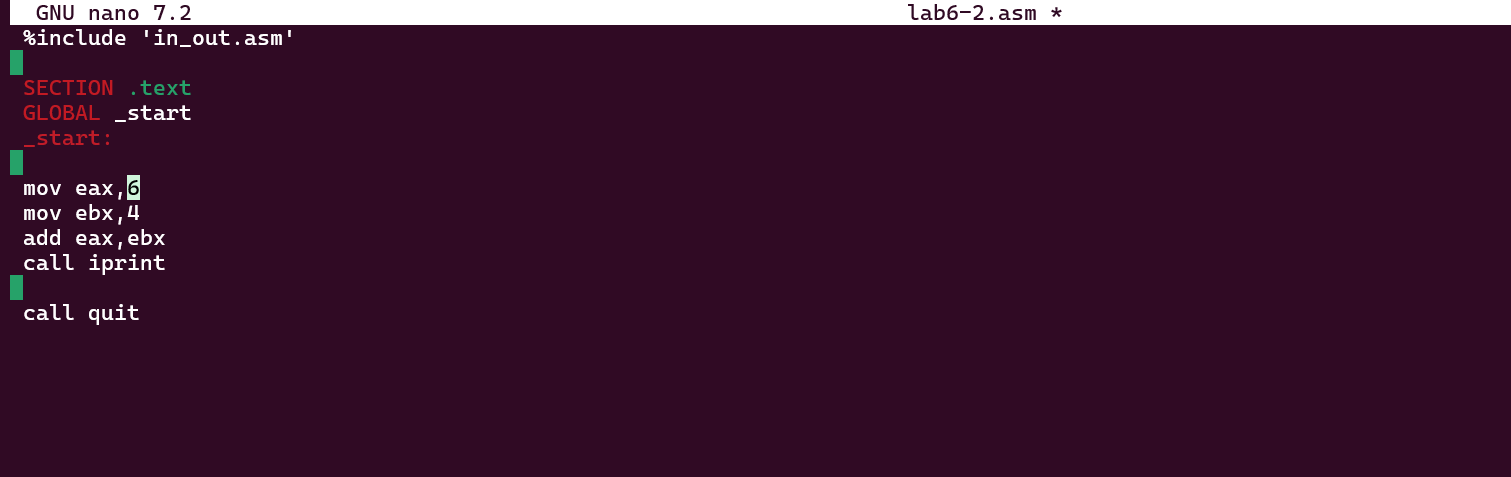 GNU nano 7.2 lab6-2.asm *
%include 'in_out.asm'
SECTION .text
GLOBAL _start
_start:
mov eax,6
mov ebx,4
add eax,ebx
call iprint
call quit